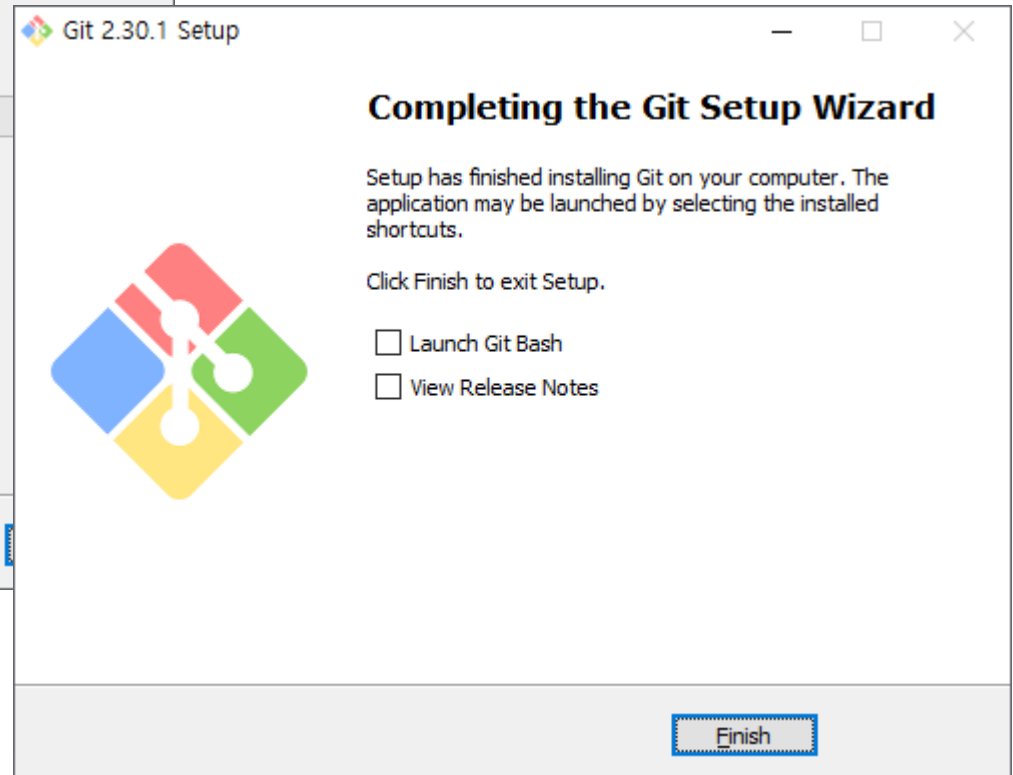 Git 2.30.1 Setup
Completing the Git Setup Wizard
Setup has finished installing Git on your computer. The
application may be launched by selecting the installed
shortcuts.
Click Finish to exit Setup.
Launch Git Bash
View Release Notes
Finish